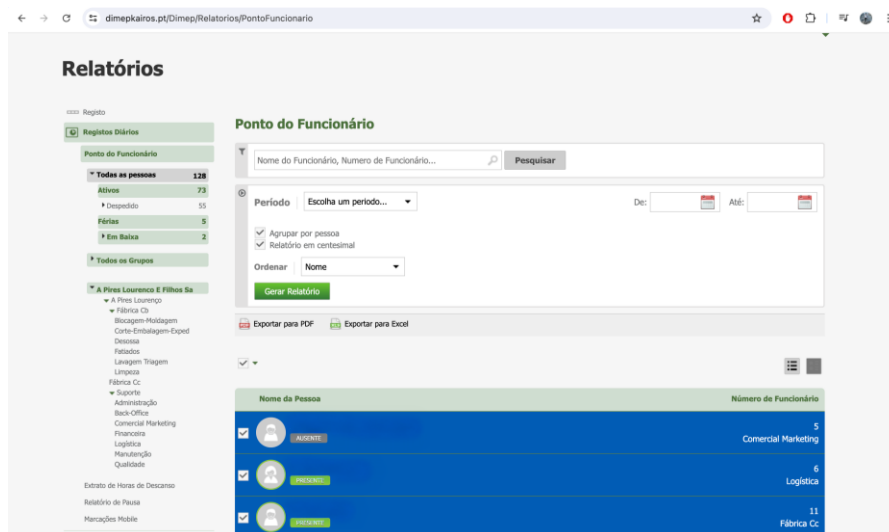 dimepkairos.pt/Dimep/Relatorios/PontoFuncionario
Relatórios
Registo
Registos Diários
Ponto do Funcionário
Todas as pessoas 128
Ativos 73
Despedido 55
Férias 5
Em Baixa 2
Todos os Grupos
A Pires Lourenco E Filhos Sa
A Pires Lourenço
Fábrica Cb
Blocagem-Moldagem
Corte-Embalagem-Exped
Desossa
Fatiados
Lavagem Triagem
Limpeza
Fábrica Cc
Suporte
Administração
Back-Office
Comercial Marketing
Financeira
Logística
Manutenção
Qualidade
Extrato de Horas de Descanso
Relatório de Pausa
Marcações Mobile
Ponto do Funcionário
Nome do Funcionário, Numero de Funcionário...
Pesquisar
Período
Escolha um periodo...
De:
Até:
Agrupar por pessoa
Relatório em centesimal
Ordenar
Nome
Gerar Relatório
Exportar para PDF
Exportar para Excel
Nome da Pessoa
Número de Funcionário
AUSENTE
5
Comercial Marketing
PRESENTE
6
Logística
PRESENTE
11
Fábrica Cc